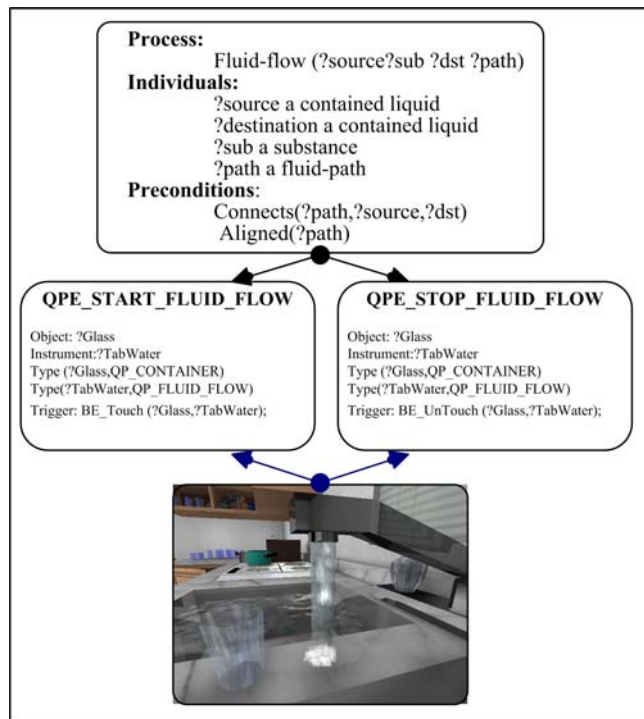 Process:
Fluid-flow (?source?sub ?dst ?path)
Individuals:
?source a contained liquid
?destination a contained liquid
?sub a substance
?path a fluid-path
Preconditions:
Connects(?path,?source,?dst)
Aligned(?path)
QPE_START_FLUID_FLOW
Object: ?Glass
Instrument:?TabWater
Type (?Glass,QP_CONTAINER)
Type(?TabWater,QP_FLUID_FLOW)
Trigger: BE_Touch (?Glass,?TabWater);
QPE_STOP_FLUID_FLOW
Object: ?Glass
Instrument:?TabWater
Type (?Glass,QP_CONTAINER)
Type(?TabWater,QP_FLUID_FLOW)
Trigger: BE_UnTouch (?Glass,?TabWater);